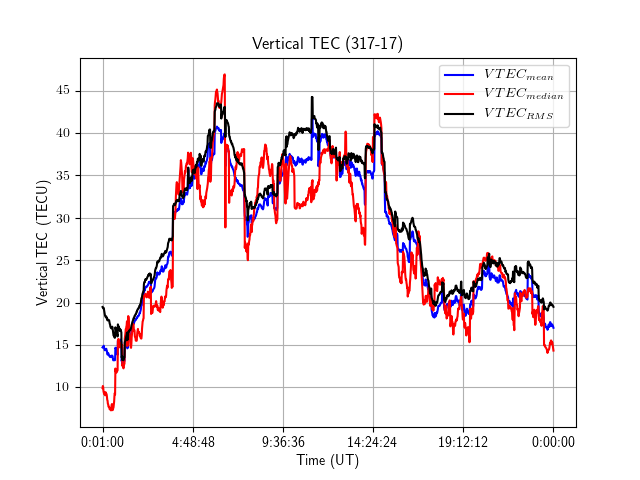 Vertical TEC (317-17)
VTEC_mean
VTEC_median
VTEC_RMS
Vertical TEC (TECU)
45
40
35
30
25
20
15
10
0:01:00 4:48:48 9:36:36 14:24:24 19:12:12 0:00:00
Time (UT)